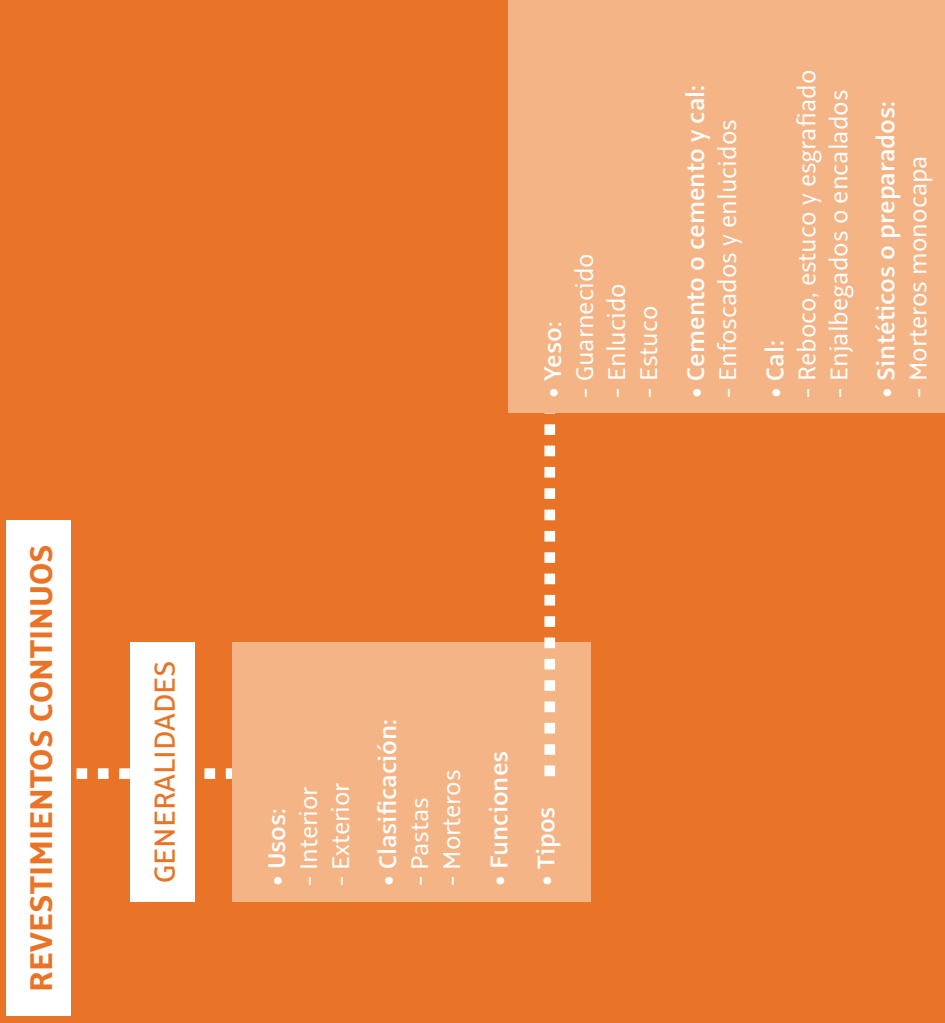 REVESTIMIENTOS CONTINUOS
GENERALIDADES
• Usos:
– Interior
– Exterior
• Clasificación:
– Pastas
– Morteros
• Funciones
• Tipos
• Yeso:
– Guarnecido
– Enlucido
– Estuco
• Cemento o cemento y cal:
– Enfoscados y enlucidos
• Cal:
– Reboco, estuco y esgrafiado
– Enjalbegados o encalados
• Sintéticos o preparados:
– Morteros monocapa